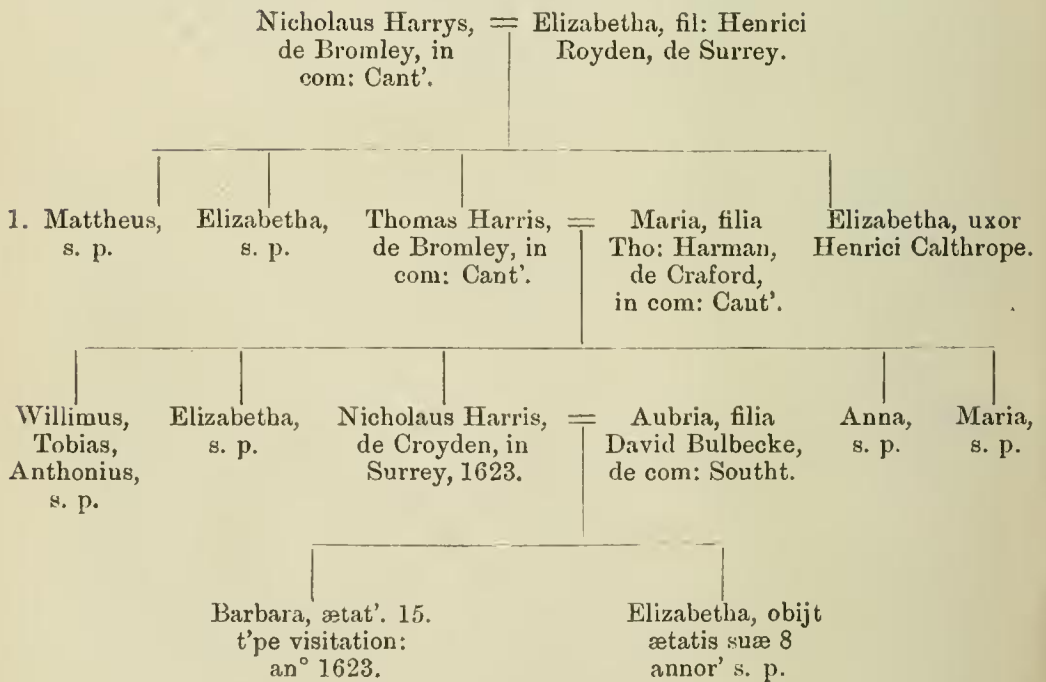 Nicholaus Harrys, = Elizabetha, fil: Henrici
de Bromley, in Royden, de Surrey.
com: Cant'.
1. Mattheus, Elizabetha, Thomas Harris, = Maria, filia Elizabetha, uxor
s. p. s. p. de Bromley, in Tho: Harman, Henrici Calthrope.
com: Cant'. de Craford,
in com: Caut'.
Willimus, Elizabetha, Nicholaus Harris, = Aubria, filia Anna, Maria,
Tobias, s. p. de Croyden, in David Bulbecke, s. p. s. p.
Anthonius, Surrey, 1623. de com: Southt.
s. p.
Barbara, ætat'. 15. Elizabetha, obijt
t'pe visitation: ætatis suæ 8
an° 1623. annor' s. p.